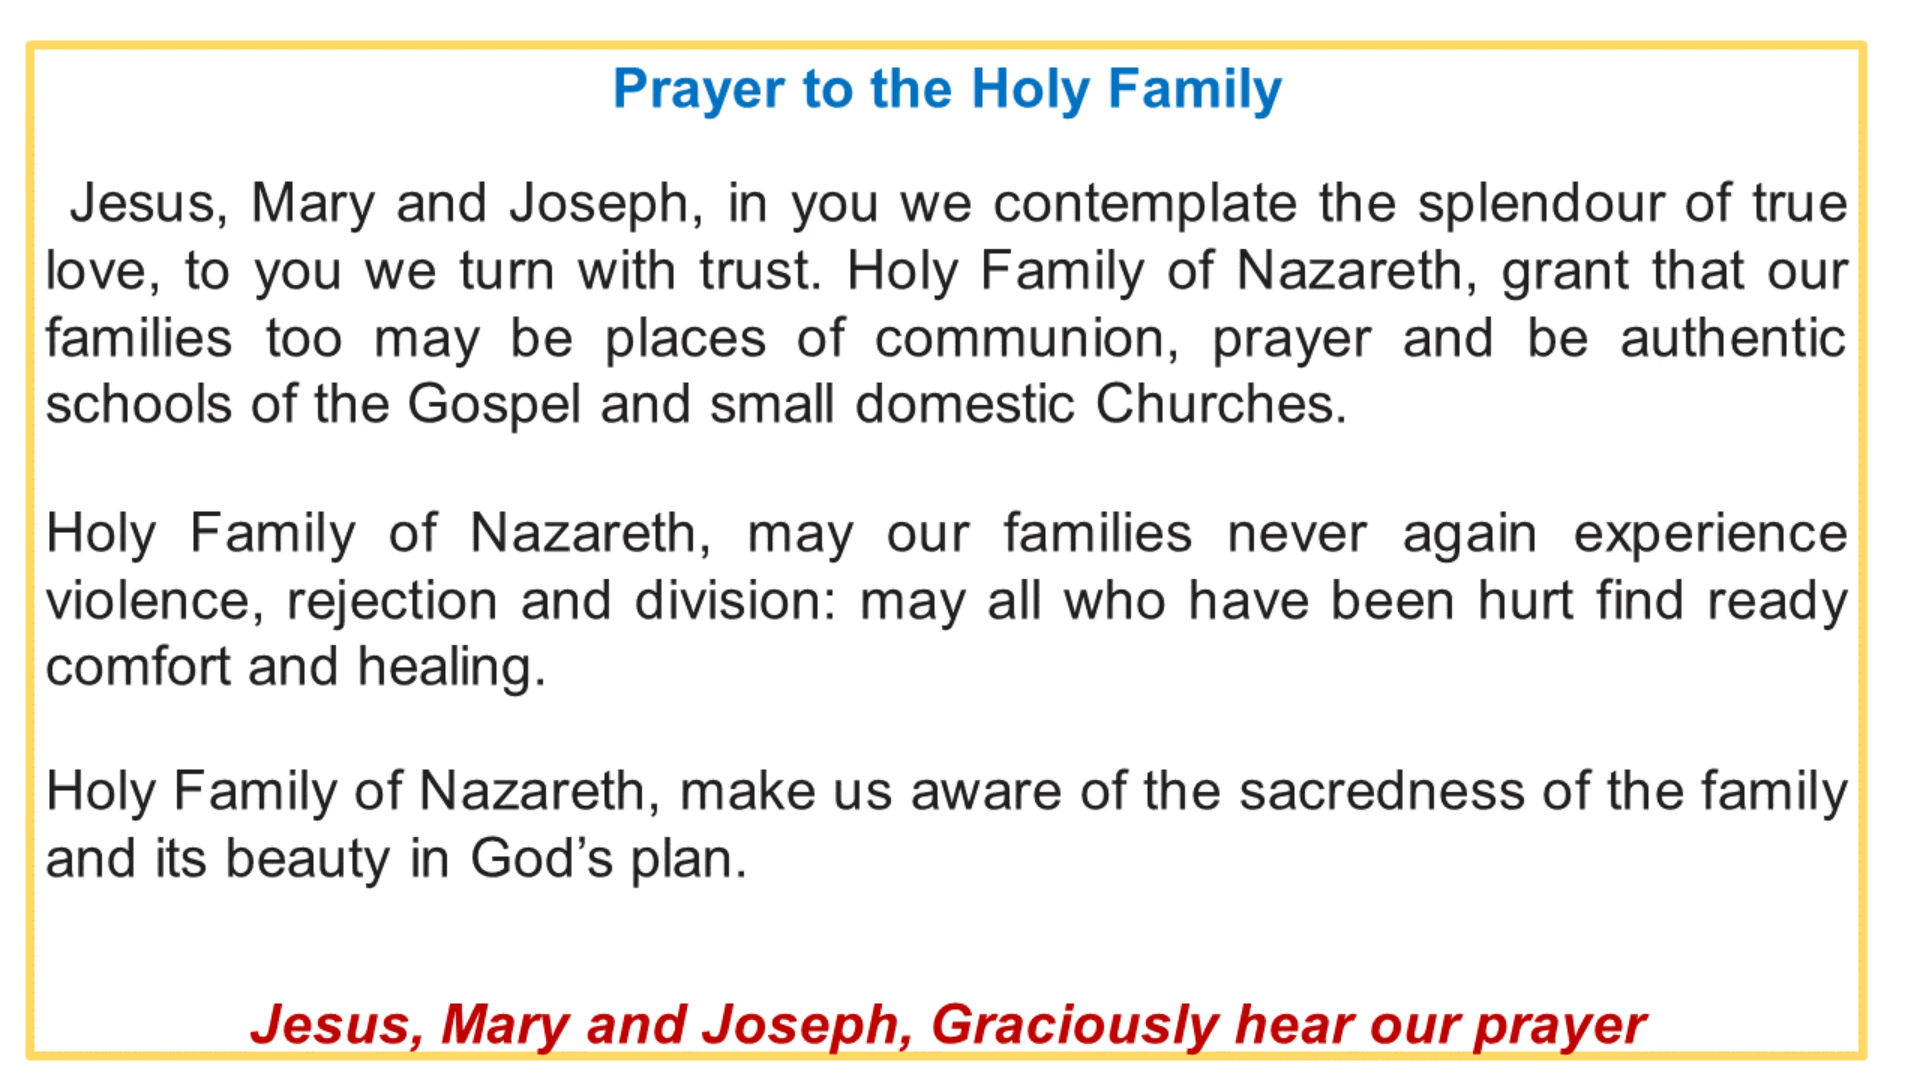 Prayer to the Holy Family
Jesus, Mary and Joseph, in you we contemplate the splendour of true
love, to you we turn with trust. Holy Family of Nazareth, grant that our
families too may be places of communion, prayer and be authentic
schools of the Gospel and small domestic Churches.
Holy Family of Nazareth, may our families never again experience
violence, rejection and division: may all who have been hurt find ready
comfort and healing.
Holy Family of Nazareth, make us aware of the sacredness of the family
and its beauty in God’s plan.
Jesus, Mary and Joseph, Graciously hear our prayer